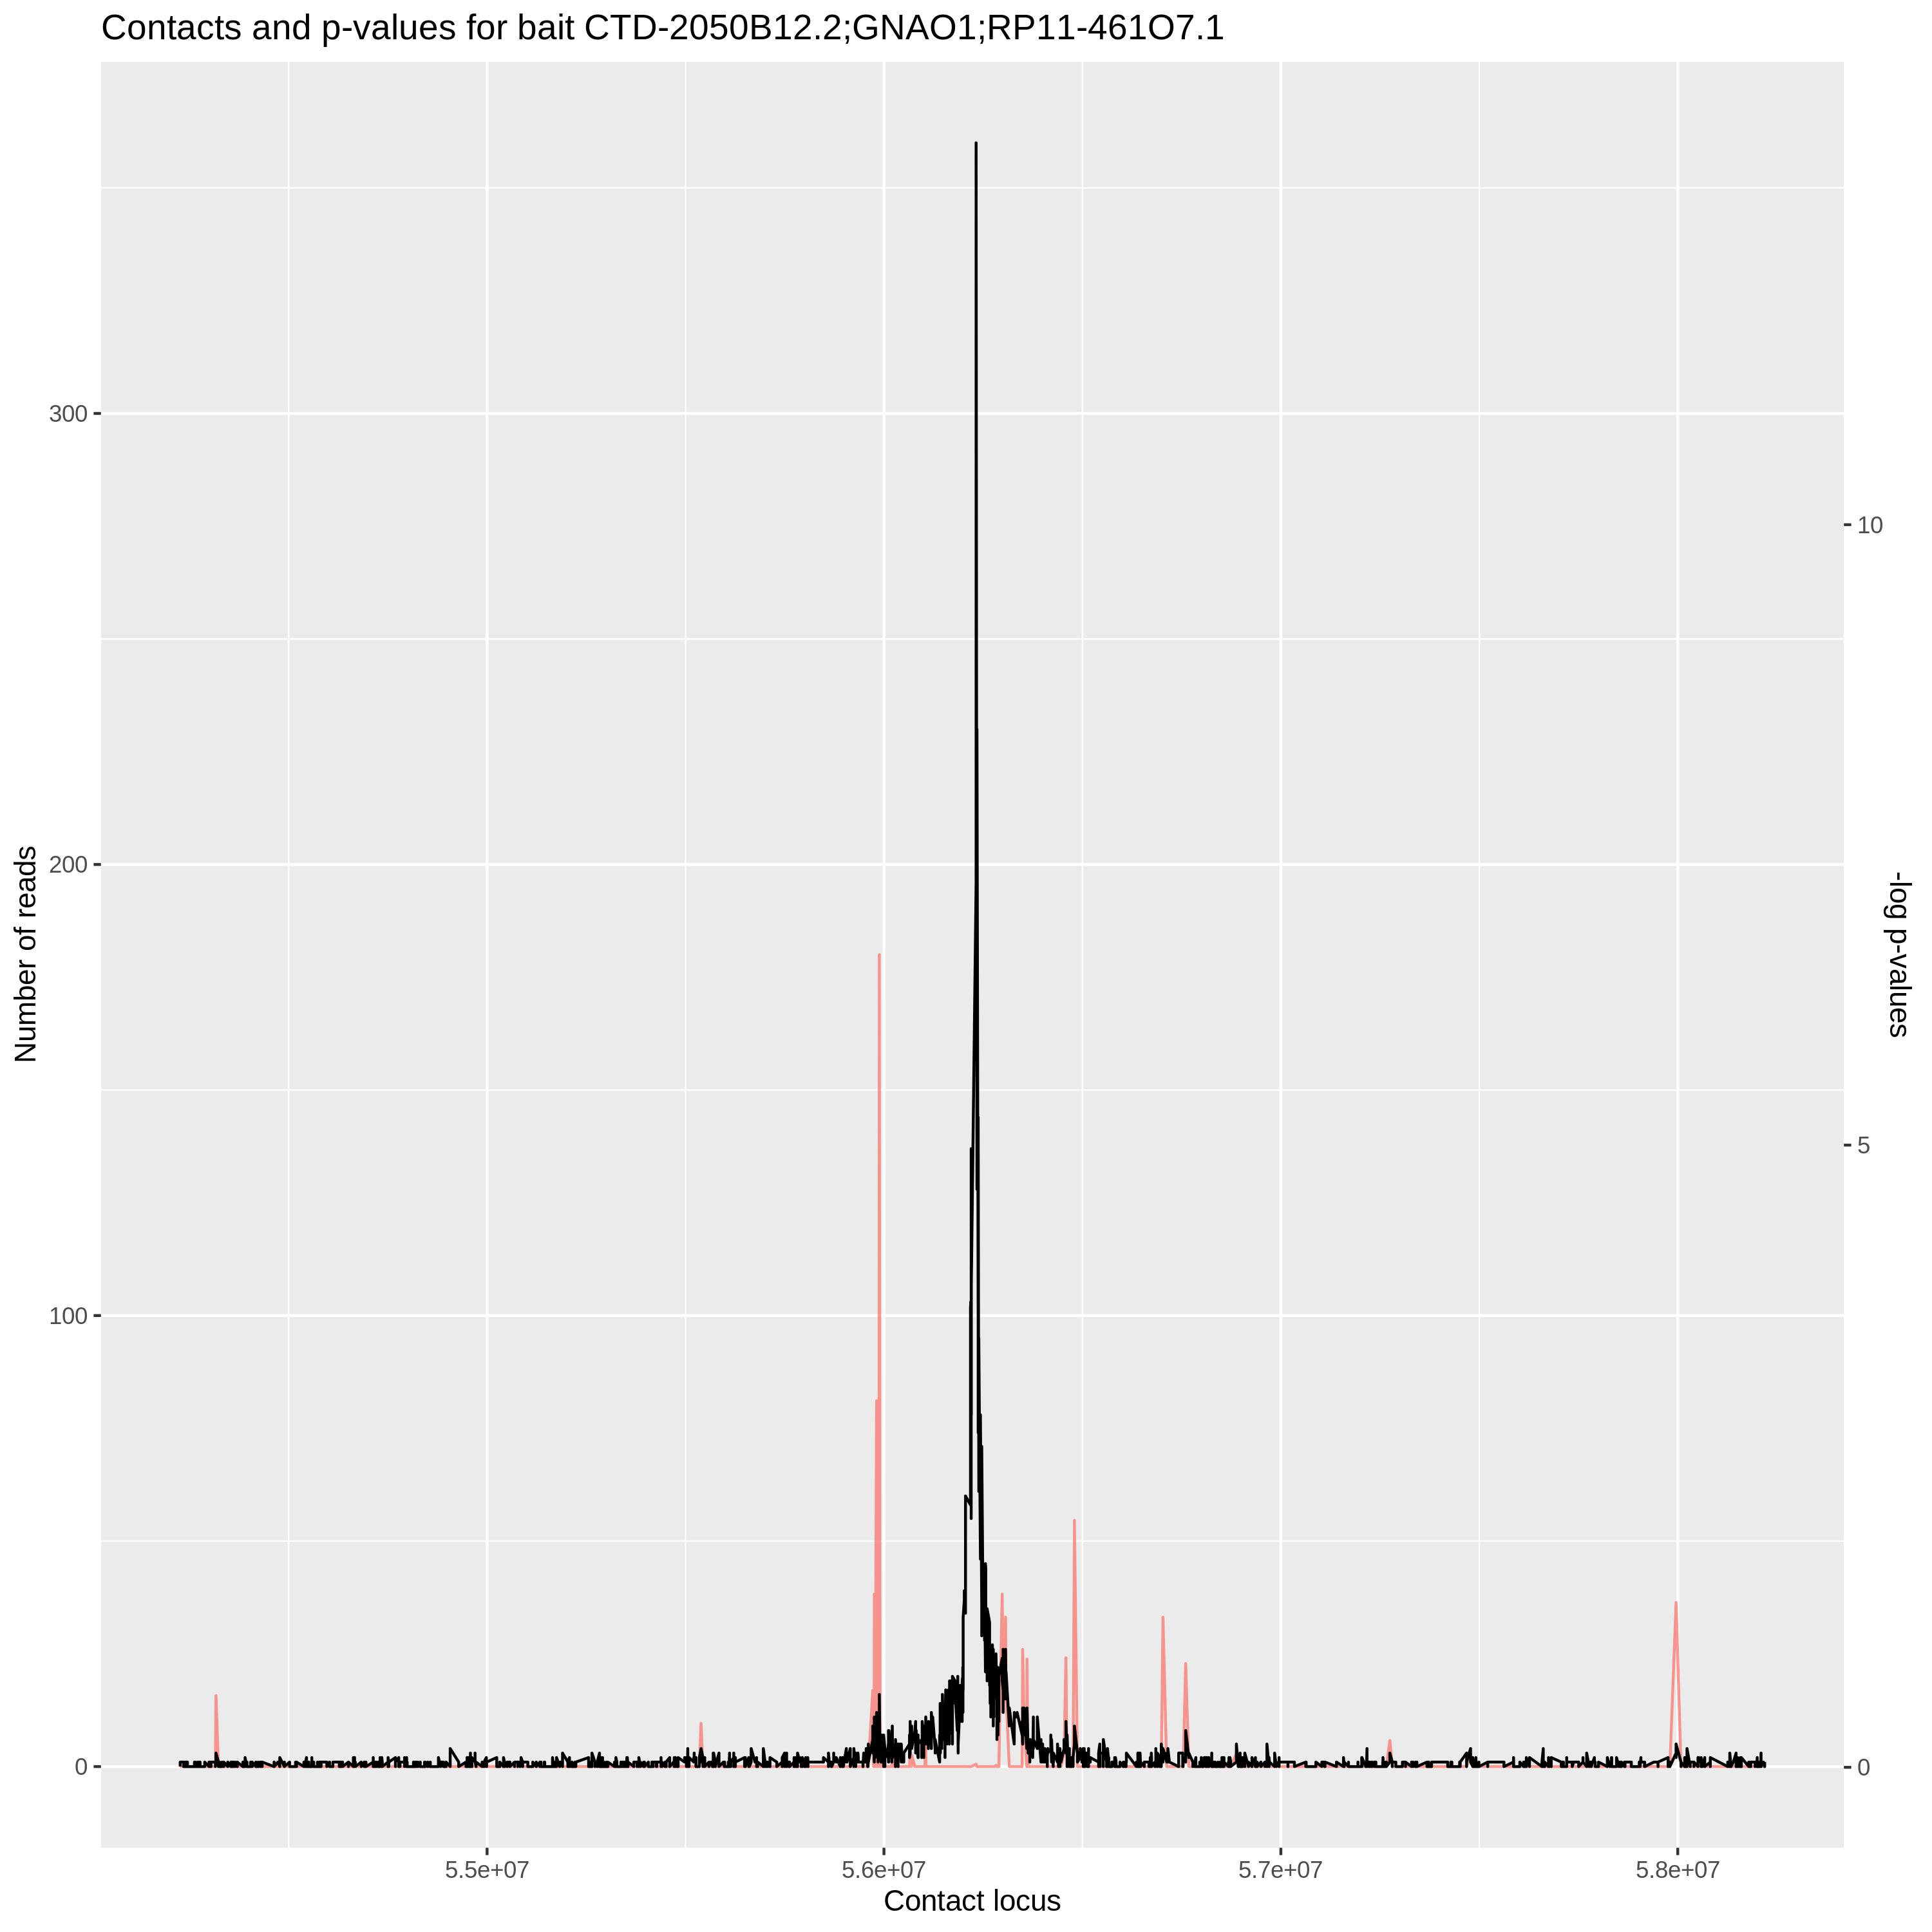 Contacts and p-values for bait CTD-2050B12.2;GNAO1;RP11-461O7.1
Number of reads
300
200
100
0
10
5
0
-log p-values
5.5e+07 5.6e+07 5.7e+07 5.8e+07
Contact locus